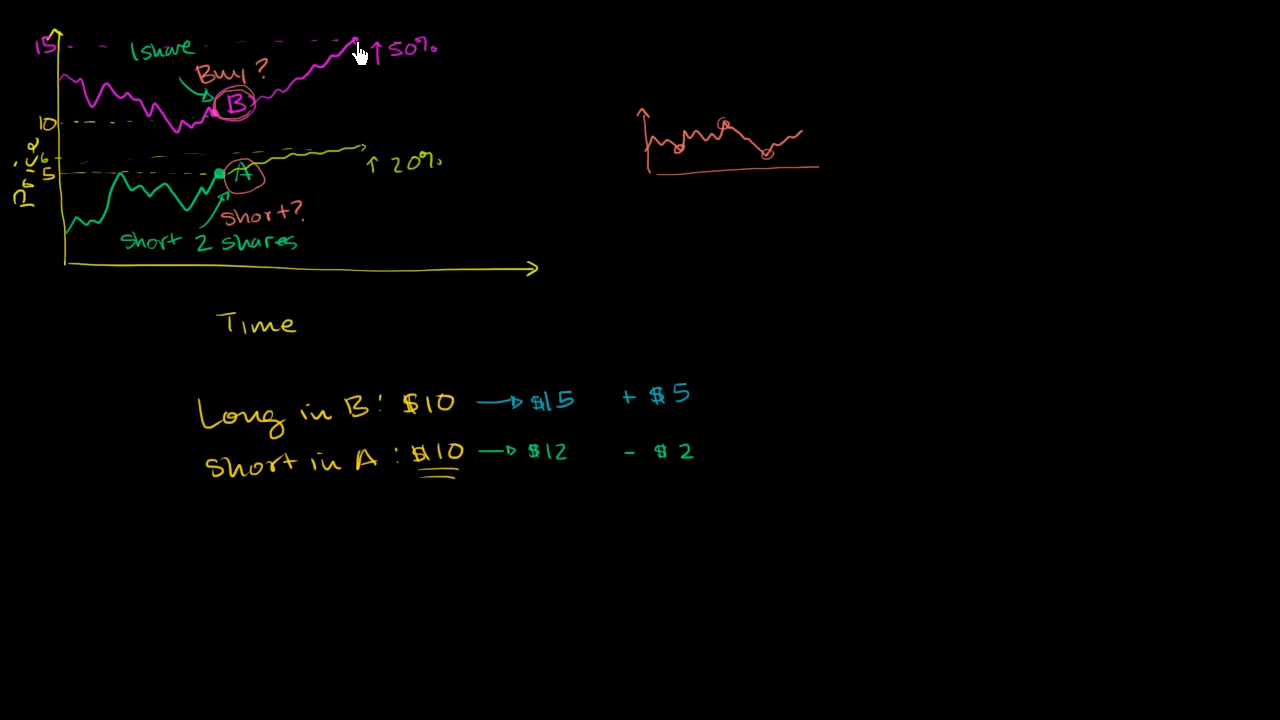 15
1 share
↑ 50%
Buy ?
B
10
Price
6
5
A
↑ 20%
short?
short 2 shares
Time
Long in B : $10 → $15 + $5
Short in A : $10 → $12 - $2